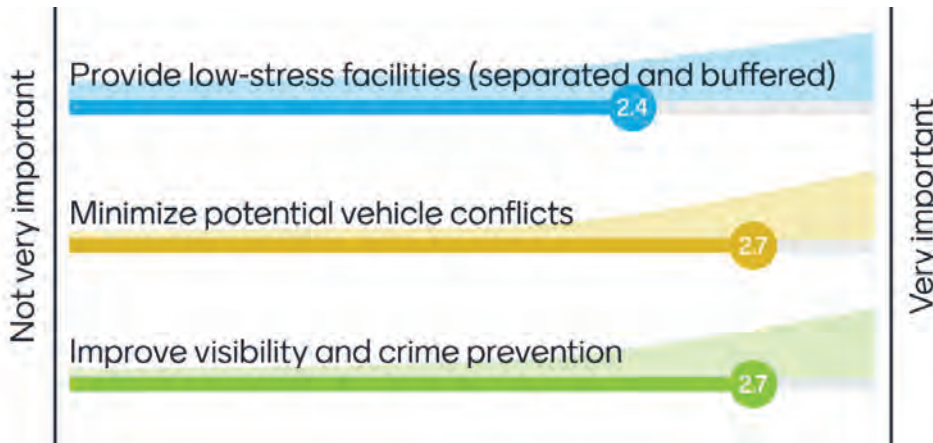 Not very important
Provide low-stress facilities (separated and buffered)
2.4
Minimize potential vehicle conflicts
2.7
Improve visibility and crime prevention
2.7
Very important